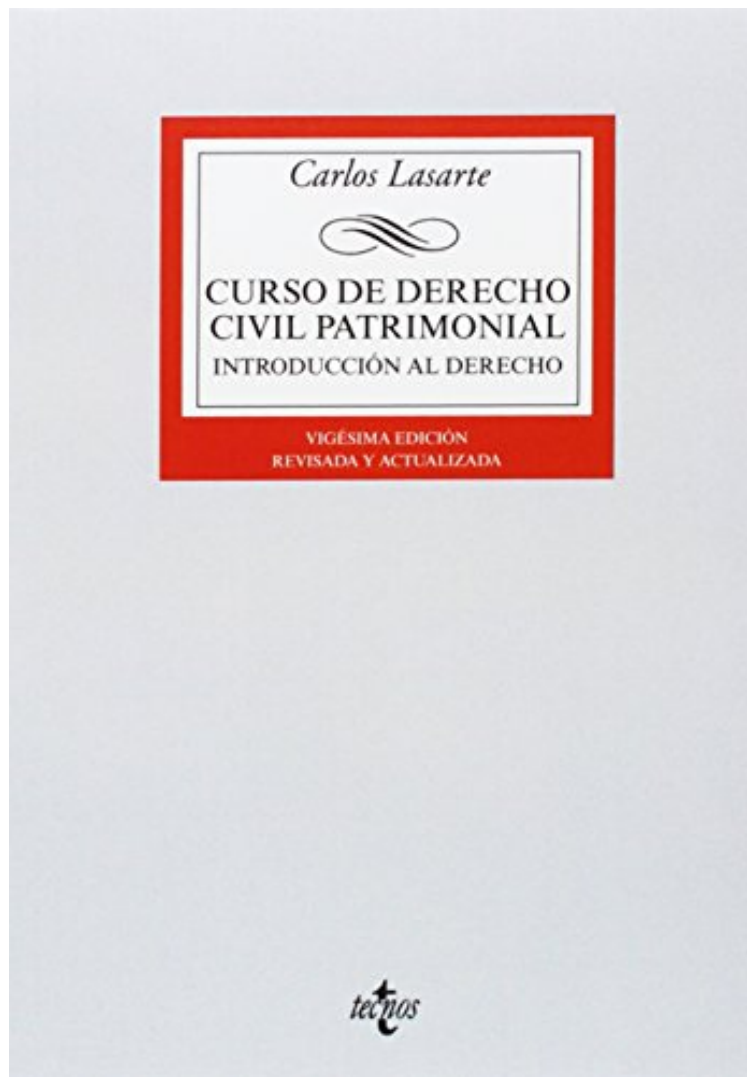 Carlos Lasarte
CURSO DE DERECHO
CIVIL PATRIMONIAL
INTRODUCCIÓN AL DERECHO
VIGÉSIMA EDICIÓN
REVISADA Y ACTUALIZADA
tecnos